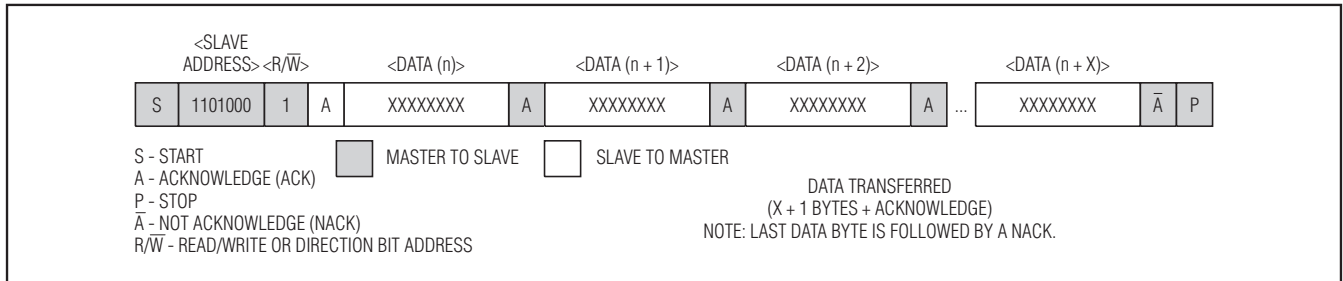 <SLAVE
ADDRESS> <R/W̅> <DATA (n)> <DATA (n + 1)> <DATA (n + 2)> <DATA (n + X)>
S 1101000 1 A XXXXXXXX A XXXXXXXX A XXXXXXXX A ... XXXXXXXX A̅ P
S - START
A - ACKNOWLEDGE (ACK)
P - STOP
A̅ - NOT ACKNOWLEDGE (NACK)
R/W̅ - READ/WRITE OR DIRECTION BIT ADDRESS
MASTER TO SLAVE
SLAVE TO MASTER
DATA TRANSFERRED
(X + 1 BYTES + ACKNOWLEDGE)
NOTE: LAST DATA BYTE IS FOLLOWED BY A NACK.